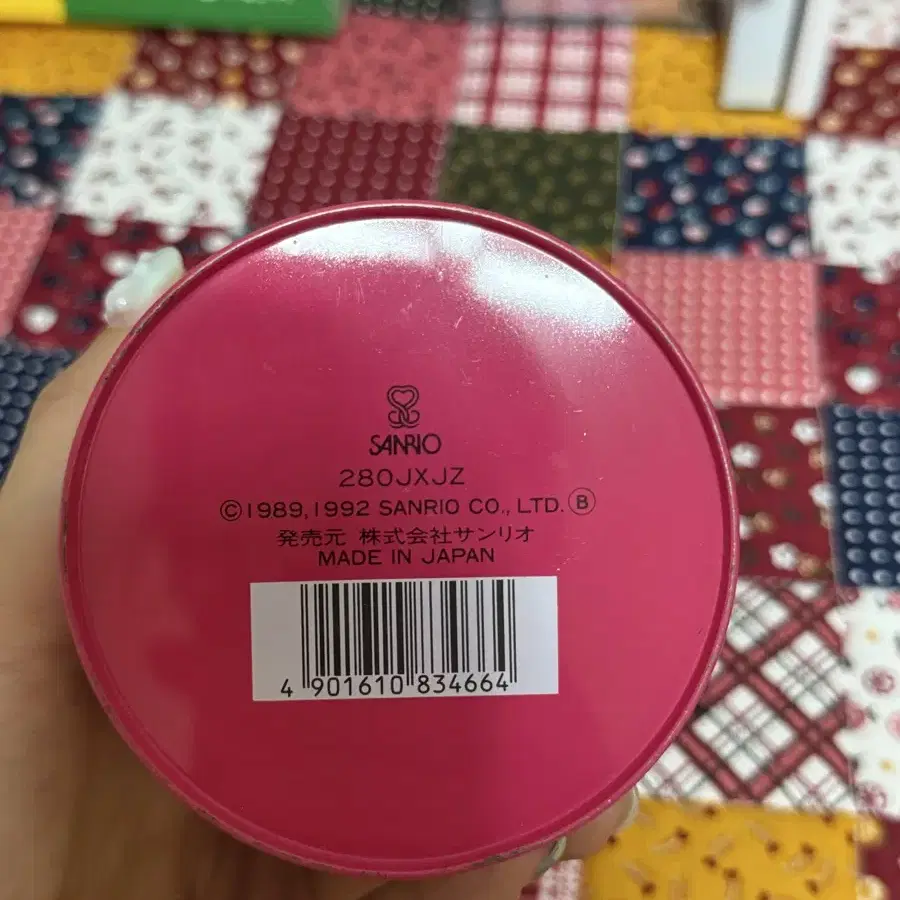 SANRIO
280JXJZ
©1989,1992 SANRIO CO., LTD. Ⓑ
発売元 株式会社サンリオ
MADE IN JAPAN
4 901610 834664